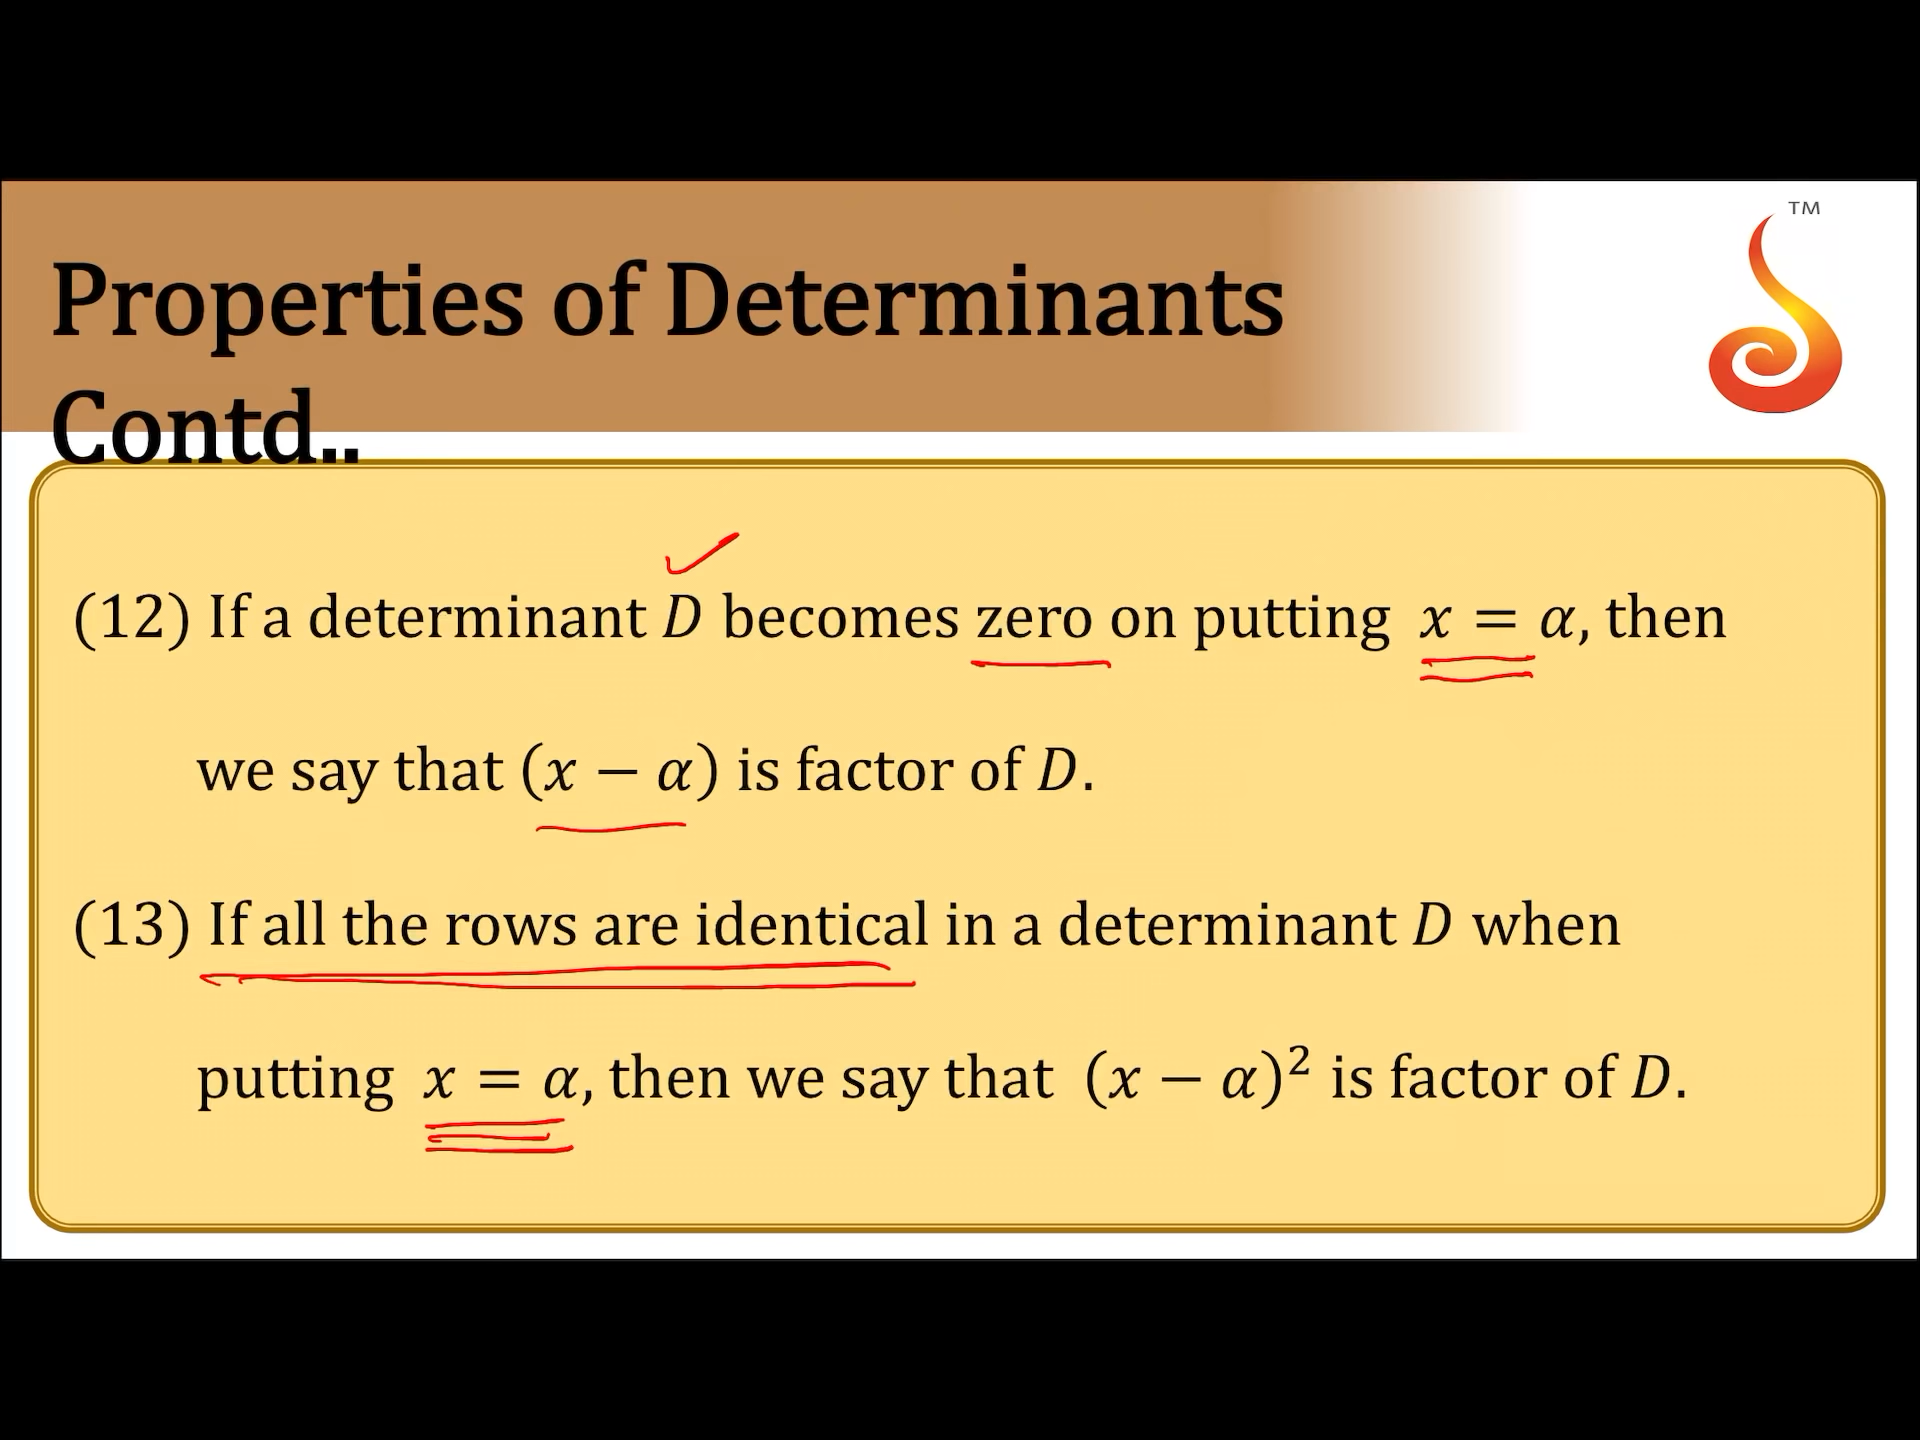 TM
Properties of Determinants
Contd..
(12) If a determinant D becomes zero on putting x = α, then
we say that (x − α) is factor of D.
(13) If all the rows are identical in a determinant D when
putting x = α, then we say that (x − α)² is factor of D.